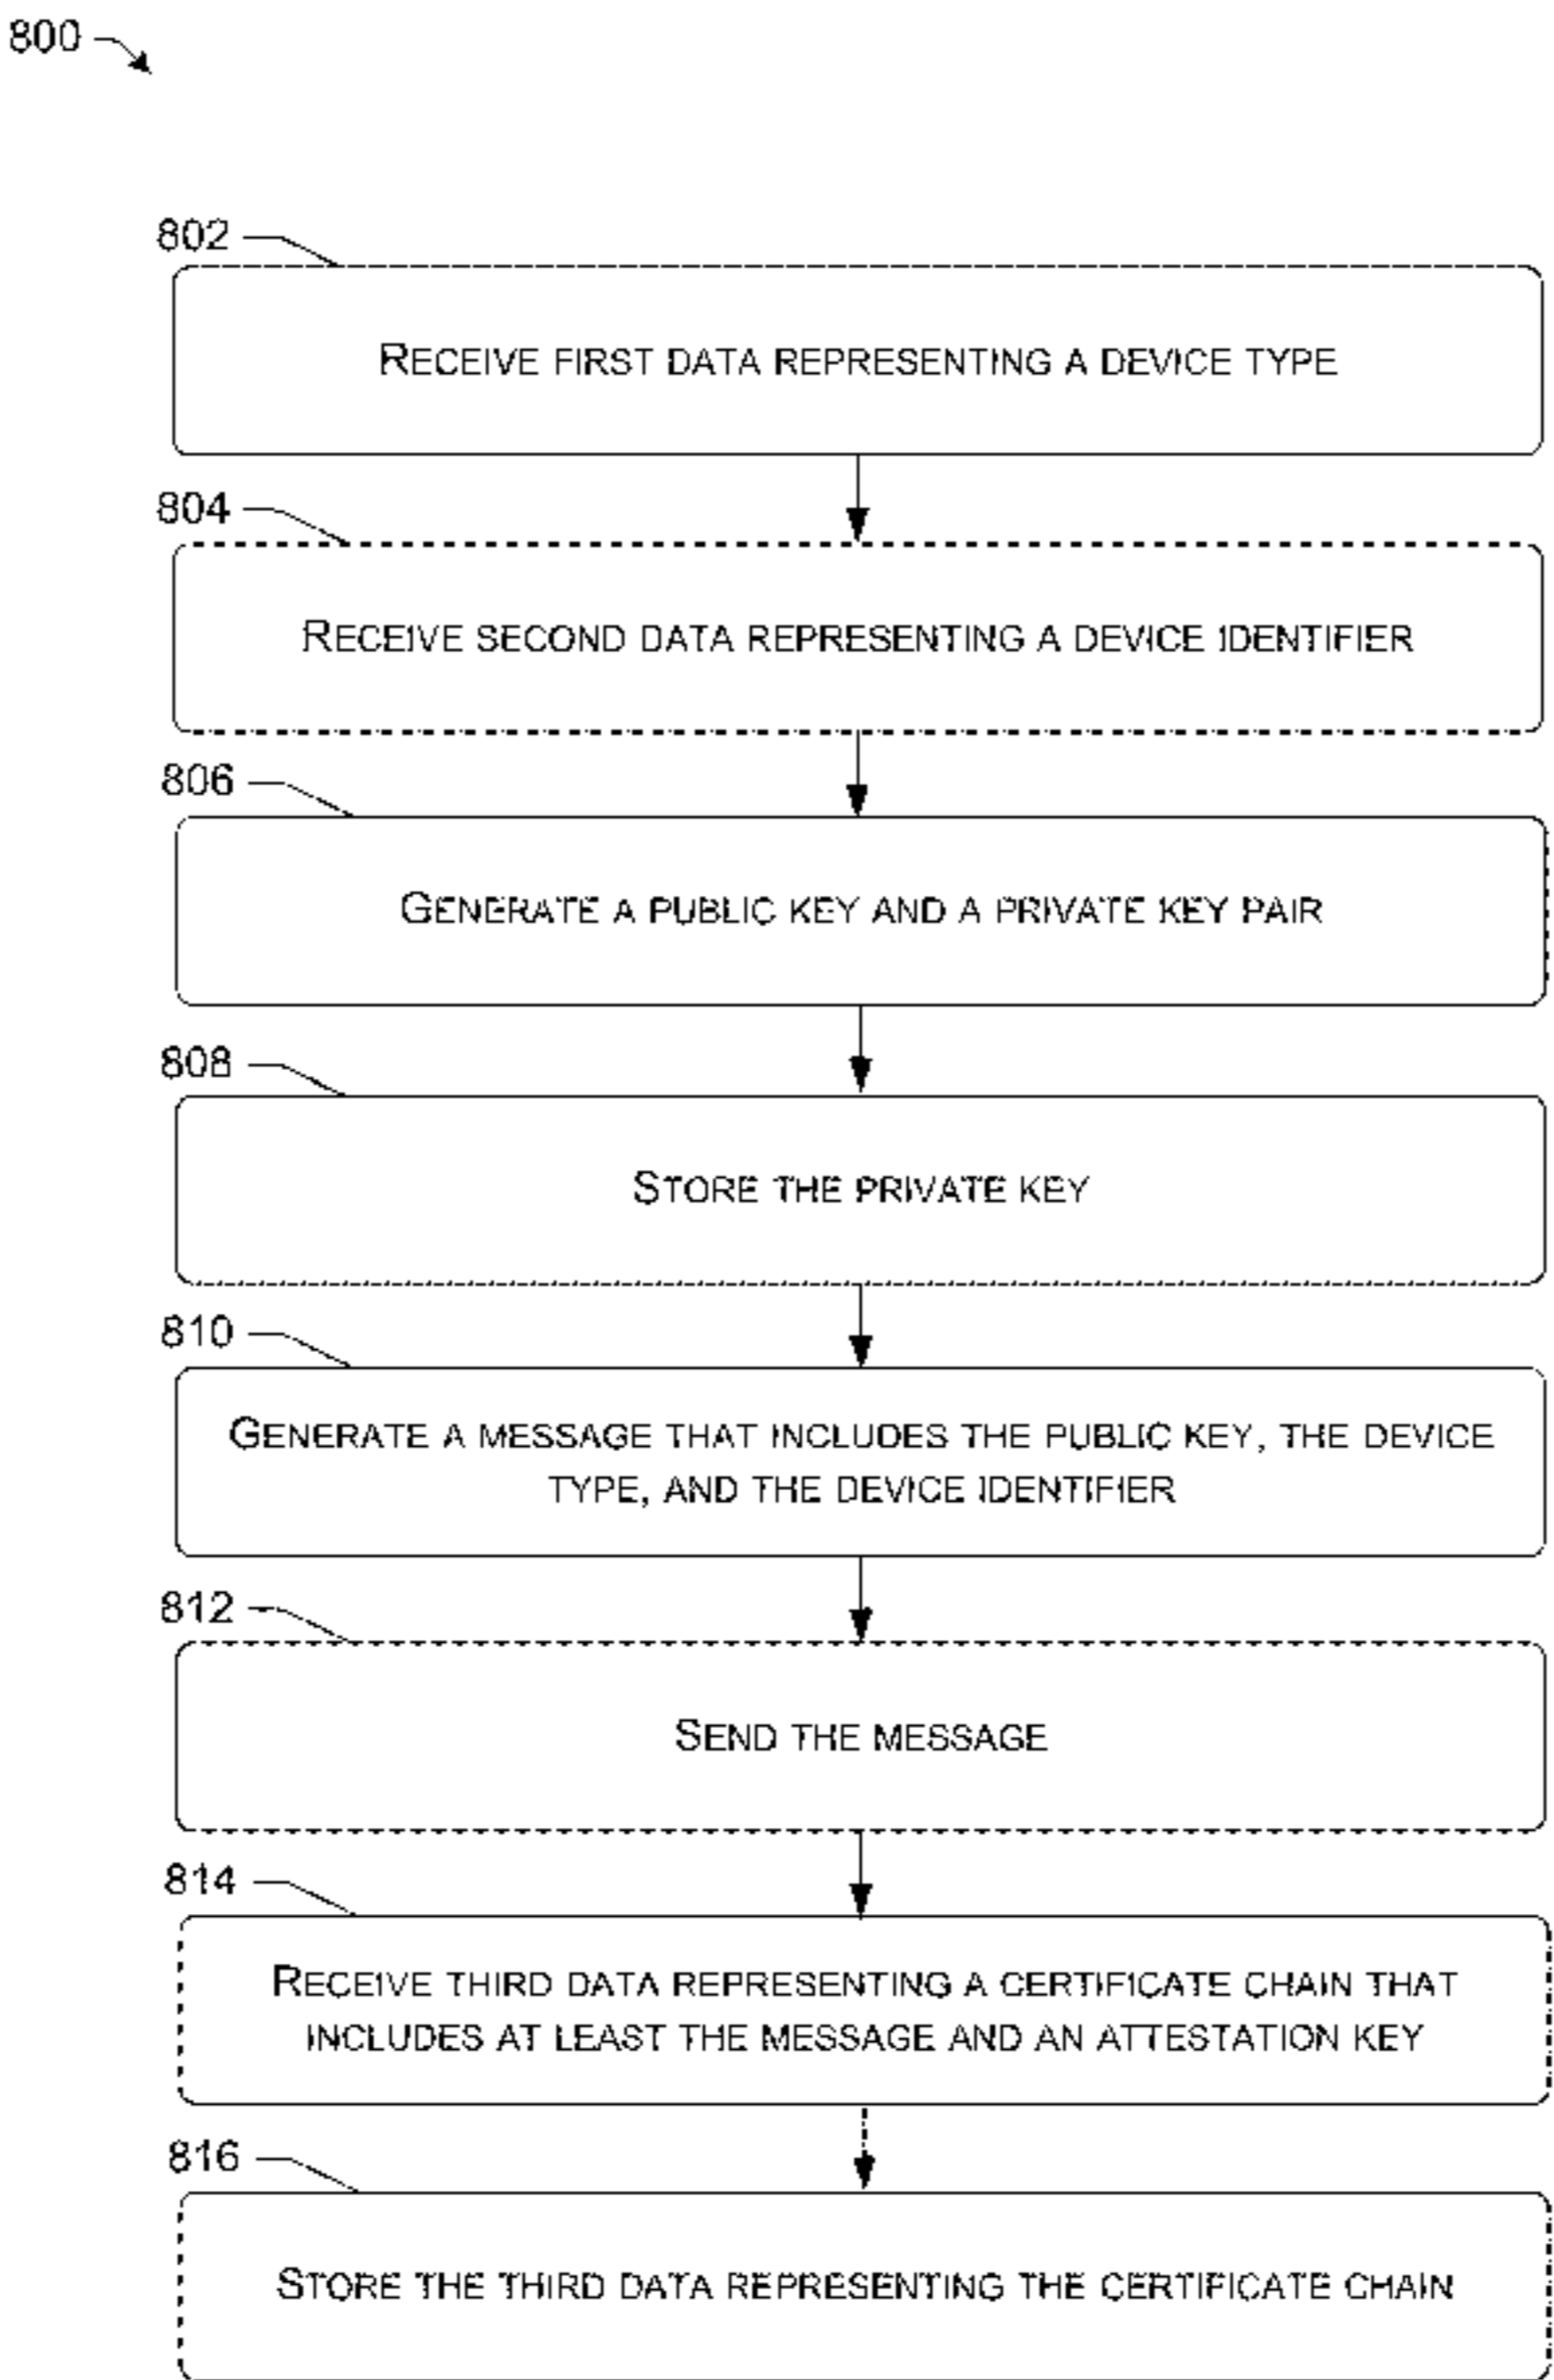 800
802
RECEIVE FIRST DATA REPRESENTING A DEVICE TYPE
804
RECEIVE SECOND DATA REPRESENTING A DEVICE IDENTIFIER
806
GENERATE A PUBLIC KEY AND A PRIVATE KEY PAIR
808
STORE THE PRIVATE KEY
810
GENERATE A MESSAGE THAT INCLUDES THE PUBLIC KEY, THE DEVICE
TYPE, AND THE DEVICE IDENTIFIER
812
SEND THE MESSAGE
814
RECEIVE THIRD DATA REPRESENTING A CERTIFICATE CHAIN THAT
INCLUDES AT LEAST THE MESSAGE AND AN ATTESTATION KEY
816
STORE THE THIRD DATA REPRESENTING THE CERTIFICATE CHAIN